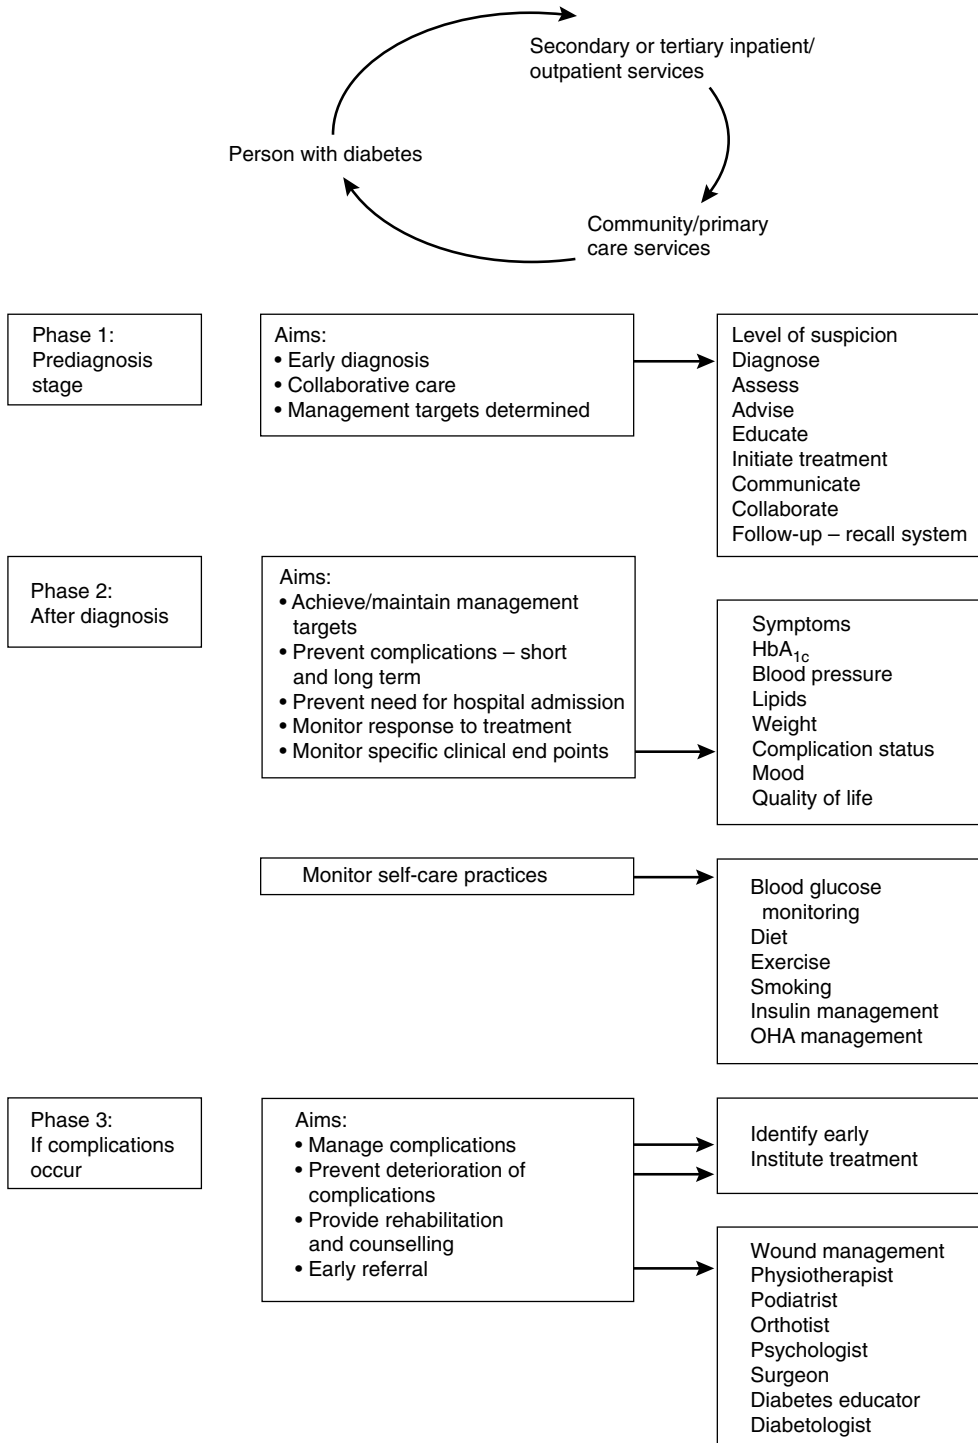 Secondary or tertiary inpatient/
outpatient services
Person with diabetes
Community/primary
care services
Phase 1:
Prediagnosis
stage
Aims:
• Early diagnosis
• Collaborative care
• Management targets determined
Level of suspicion
Diagnose
Assess
Advise
Educate
Initiate treatment
Communicate
Collaborate
Follow-up – recall system
Phase 2:
After diagnosis
Aims:
• Achieve/maintain management
targets
• Prevent complications – short
and long term
• Prevent need for hospital admission
• Monitor response to treatment
• Monitor specific clinical end points
Symptoms
HbA1c
Blood pressure
Lipids
Weight
Complication status
Mood
Quality of life
Monitor self-care practices
Blood glucose
monitoring
Diet
Exercise
Smoking
Insulin management
OHA management
Phase 3:
If complications
occur
Aims:
• Manage complications
• Prevent deterioration of
complications
• Provide rehabilitation
and counselling
• Early referral
Identify early
Institute treatment
Wound management
Physiotherapist
Podiatrist
Orthotist
Psychologist
Surgeon
Diabetes educator
Diabetologist